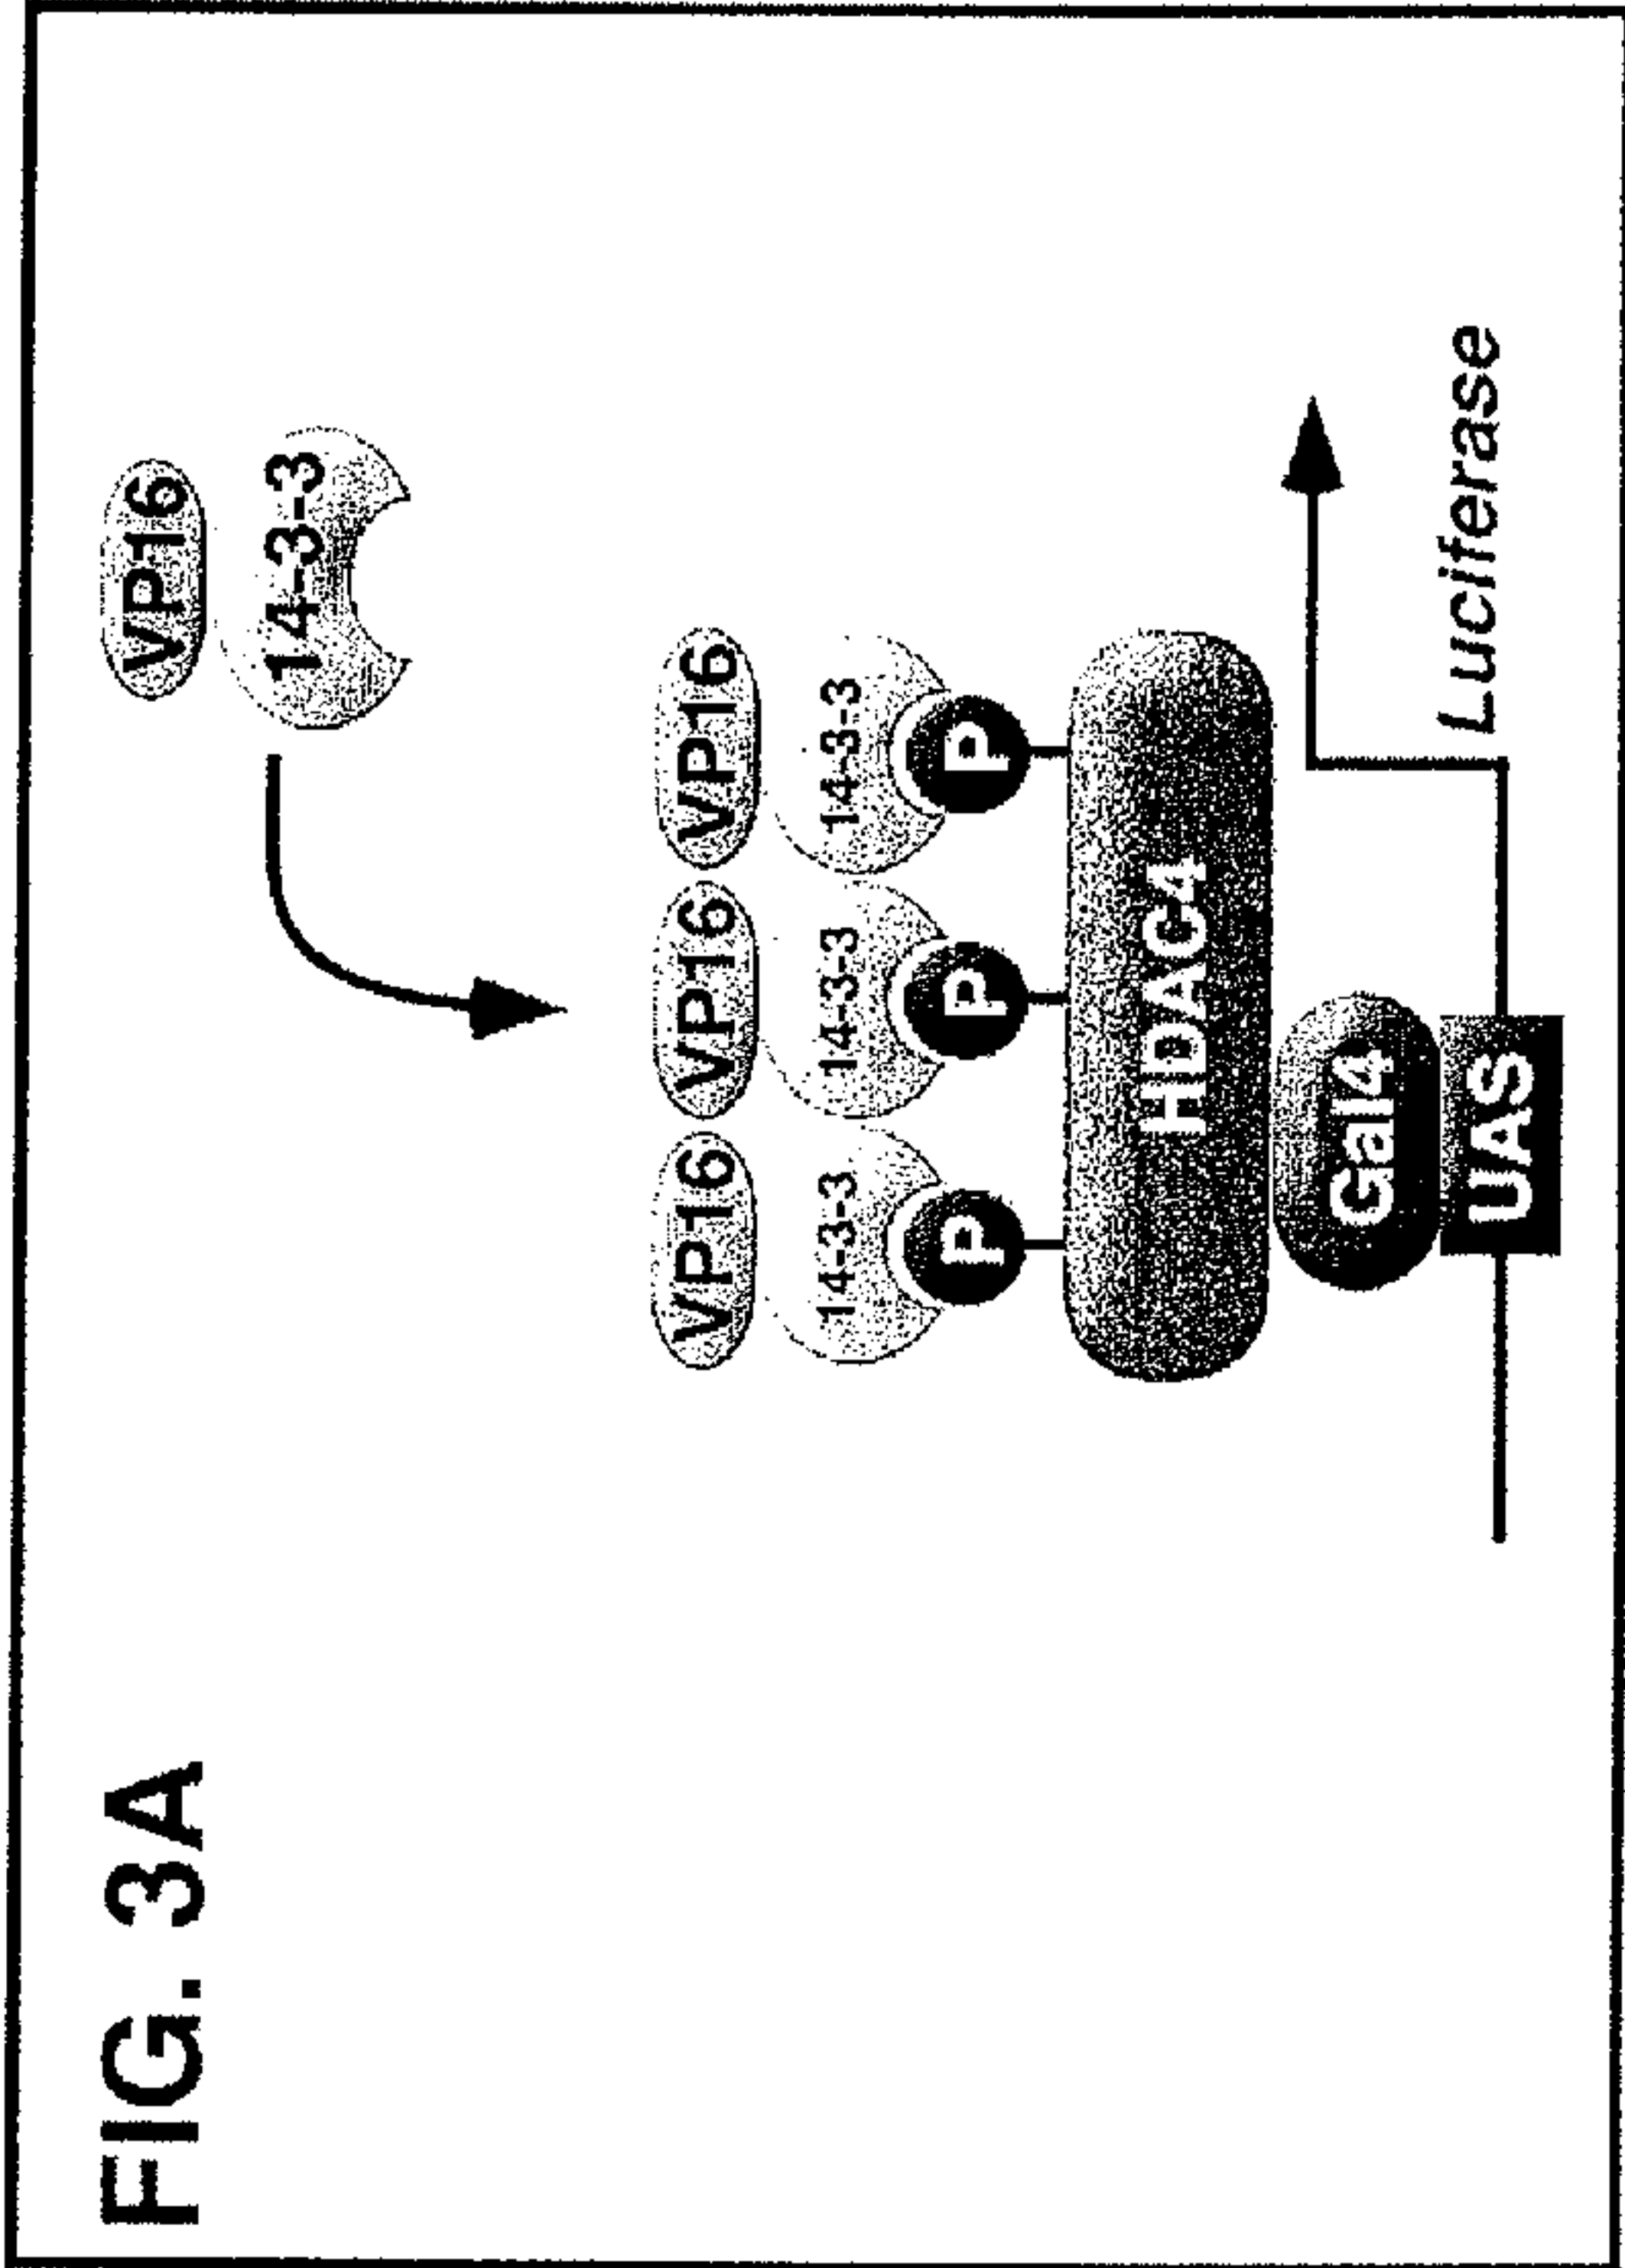 FIG. 3A
VP16
14-3-3
VP16 VP16 VP16
14-3-3 14-3-3 14-3-3
P P P
HDAC4
Gal4
UAS
Luciferase